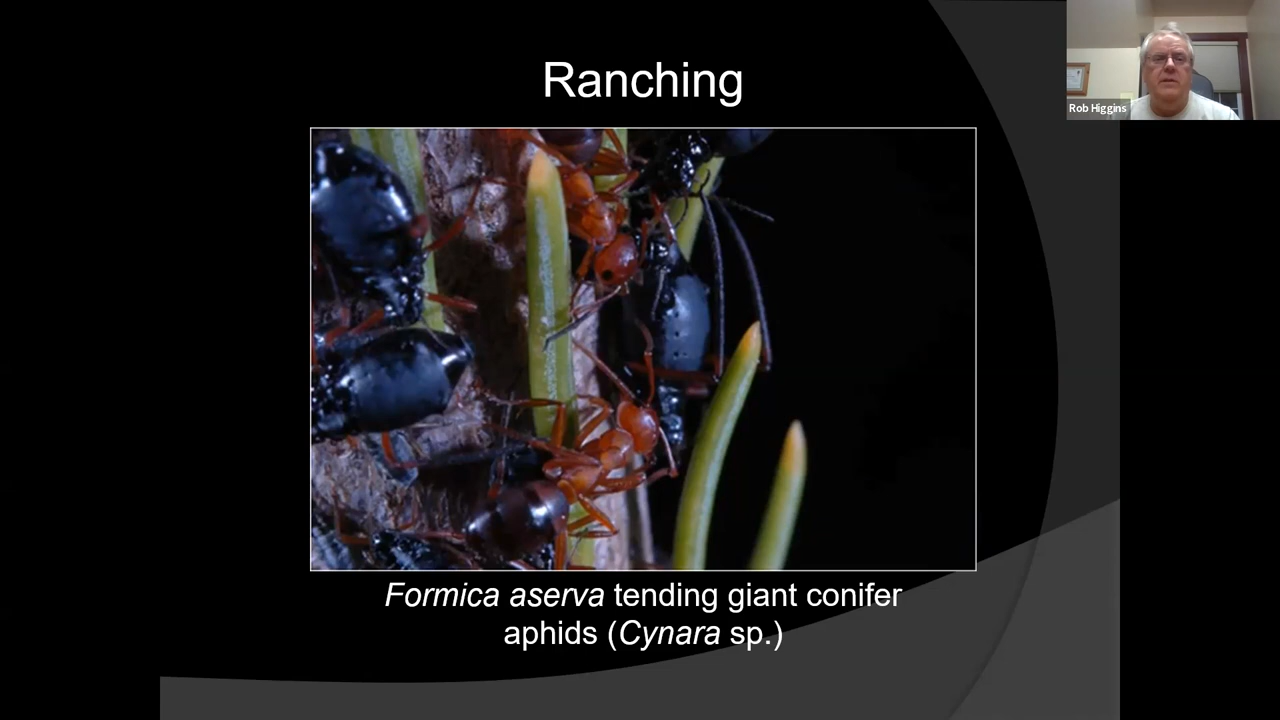 Ranching
Rob Higgins
Formica aserva tending giant conifer
aphids (Cynara sp.)